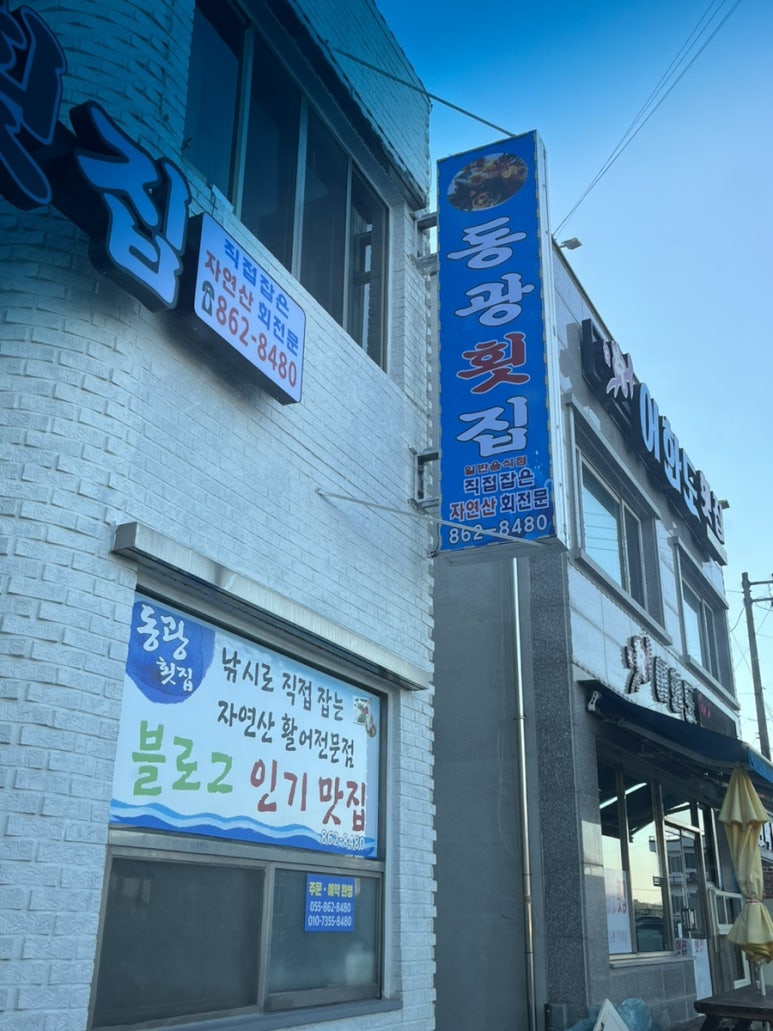 횟집
직접잡은
자연산 회전문
☎862-8480
동광횟집
일반음식점
직접잡은
자연산 회전문
862-8480
동광
횟집
낚시로 직접 잡는
자연산 활어전문점
블로그 인기 맛집
862-8480
주문·예약 환영
055-862-8480
010-7355-8480